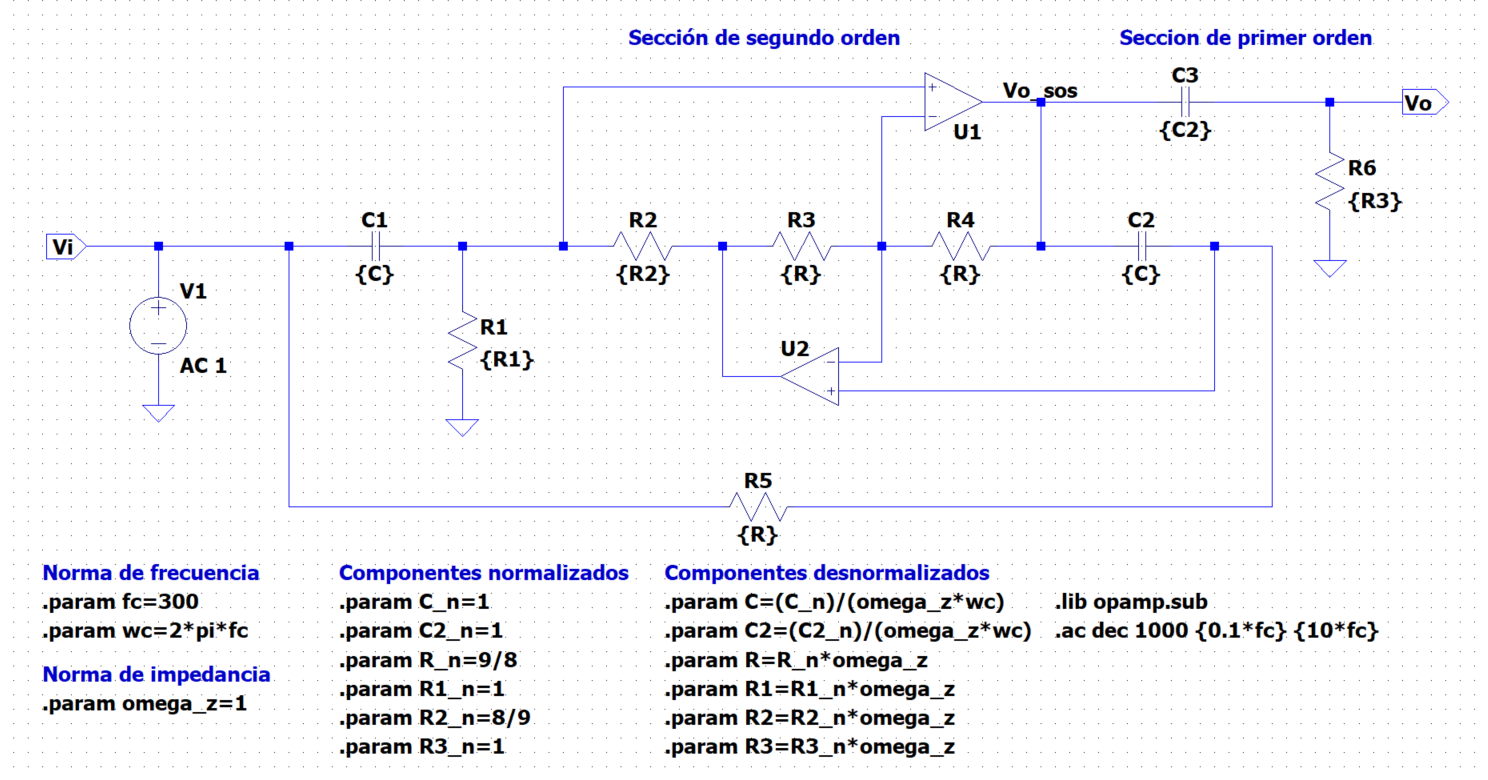 Sección de segundo orden
Seccion de primer orden
C3
Vo_sos
Vo
{C2}
U1
R6
{R3}
C1
R2
R3
R4
C2
Vi
{C}
{R2}
{R}
{R}
{C}
V1
R1
{R1}
U2
AC 1
R5
{R}
Norma de frecuencia
.param fc=300
.param wc=2*pi*fc
Norma de impedancia
.param omega_z=1
Componentes normalizados
.param C_n=1
.param C2_n=1
.param R_n=9/8
.param R1_n=1
.param R2_n=8/9
.param R3_n=1
Componentes desnormalizados
.param C=(C_n)/(omega_z*wc)
.param C2=(C2_n)/(omega_z*wc)
.param R=R_n*omega_z
.param R1=R1_n*omega_z
.param R2=R2_n*omega_z
.param R3=R3_n*omega_z
.lib opamp.sub
.ac dec 1000 {0.1*fc} {10*fc}